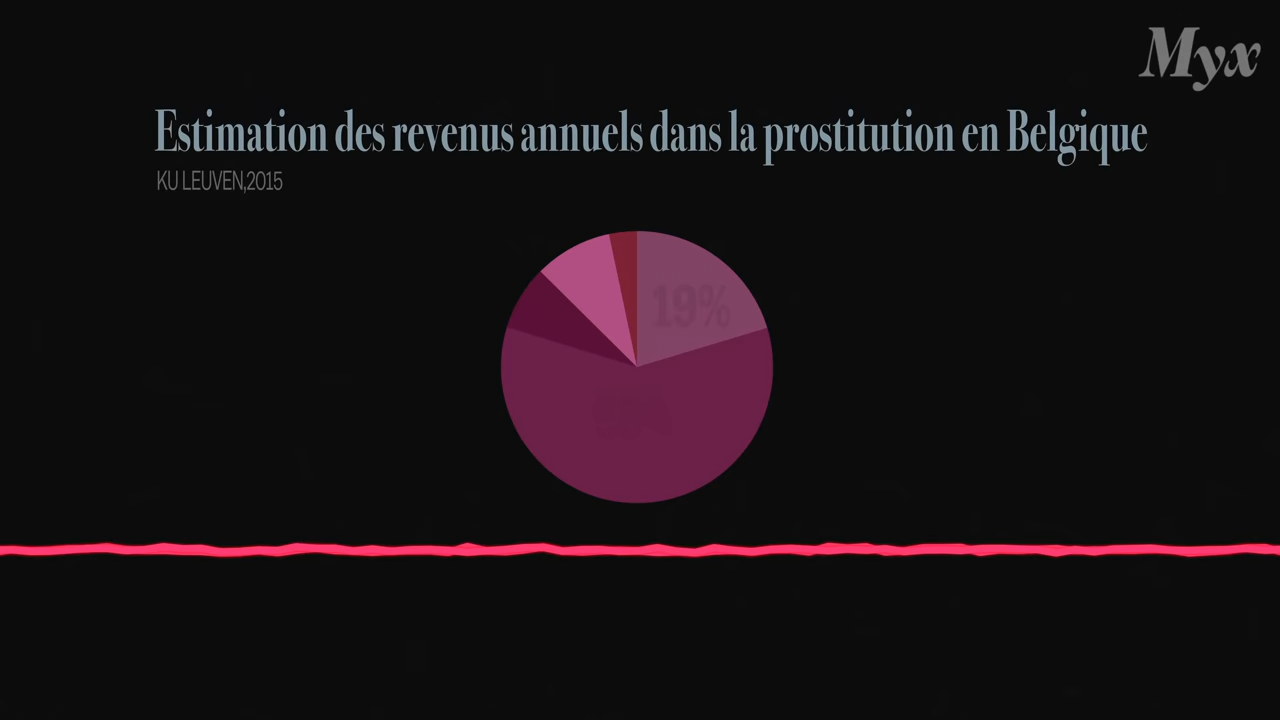 Myx
Estimation des revenus annuels dans la prostitution en Belgique
KU LEUVEN,2015
19%